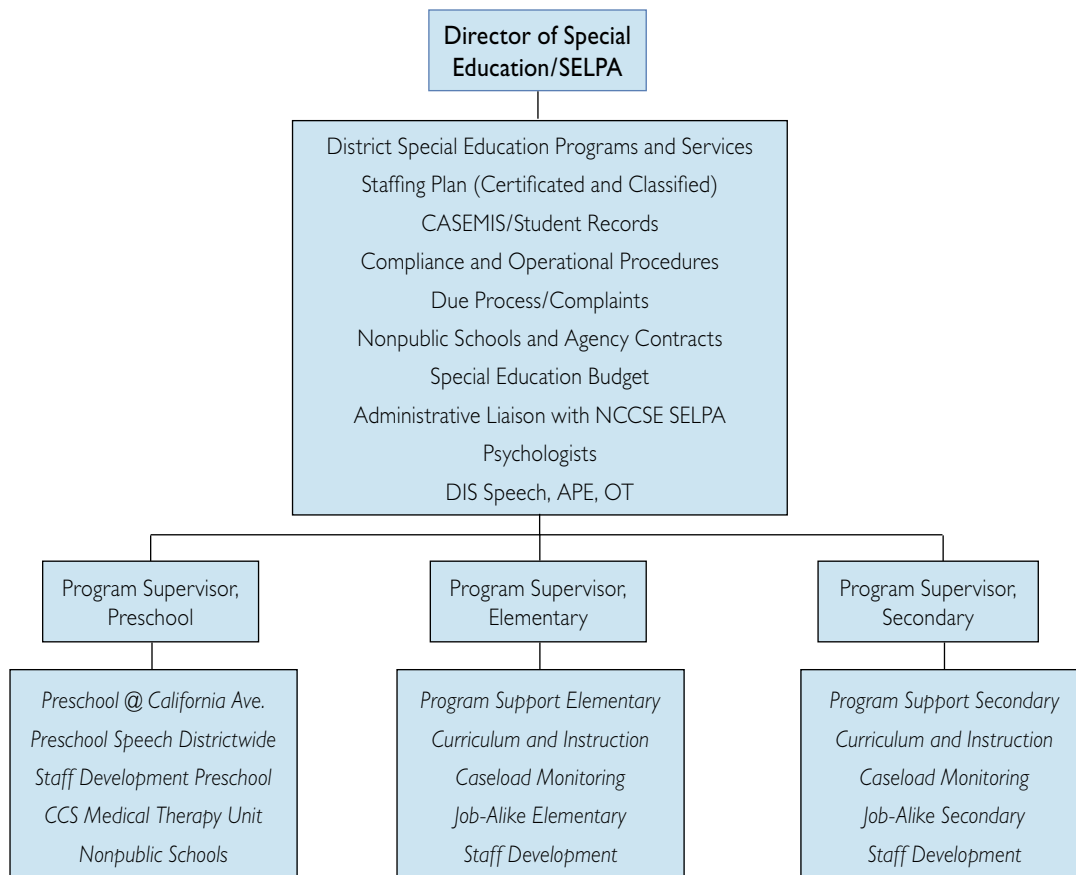 Director of Special
Education/SELPA
District Special Education Programs and Services
Staffing Plan (Certificated and Classified)
CASEMIS/Student Records
Compliance and Operational Procedures
Due Process/Complaints
Nonpublic Schools and Agency Contracts
Special Education Budget
Administrative Liaison with NCCSE SELPA
Psychologists
DIS Speech, APE, OT
Program Supervisor,
Preschool
Preschool @ California Ave.
Preschool Speech Districtwide
Staff Development Preschool
CCS Medical Therapy Unit
Nonpublic Schools
Program Supervisor,
Elementary
Program Support Elementary
Curriculum and Instruction
Caseload Monitoring
Job-Alike Elementary
Staff Development
Program Supervisor,
Secondary
Program Support Secondary
Curriculum and Instruction
Caseload Monitoring
Job-Alike Secondary
Staff Development